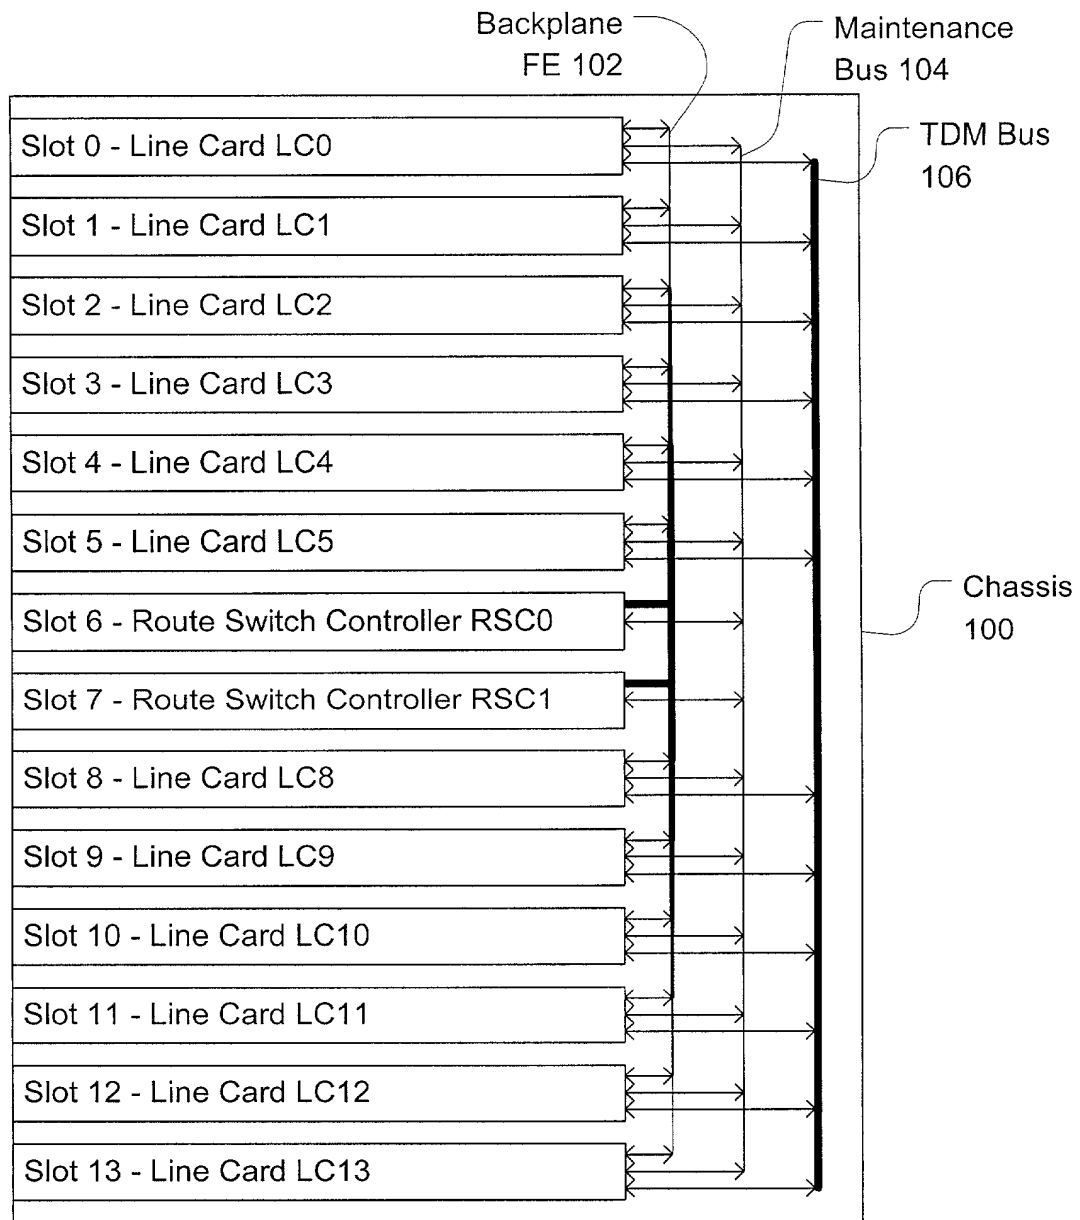 Backplane
FE 102
Maintenance
Bus 104
TDM Bus
106
Slot 0 - Line Card LC0
Slot 1 - Line Card LC1
Slot 2 - Line Card LC2
Slot 3 - Line Card LC3
Slot 4 - Line Card LC4
Slot 5 - Line Card LC5
Slot 6 - Route Switch Controller RSC0
Slot 7 - Route Switch Controller RSC1
Slot 8 - Line Card LC8
Slot 9 - Line Card LC9
Slot 10 - Line Card LC10
Slot 11 - Line Card LC11
Slot 12 - Line Card LC12
Slot 13 - Line Card LC13
Chassis
100